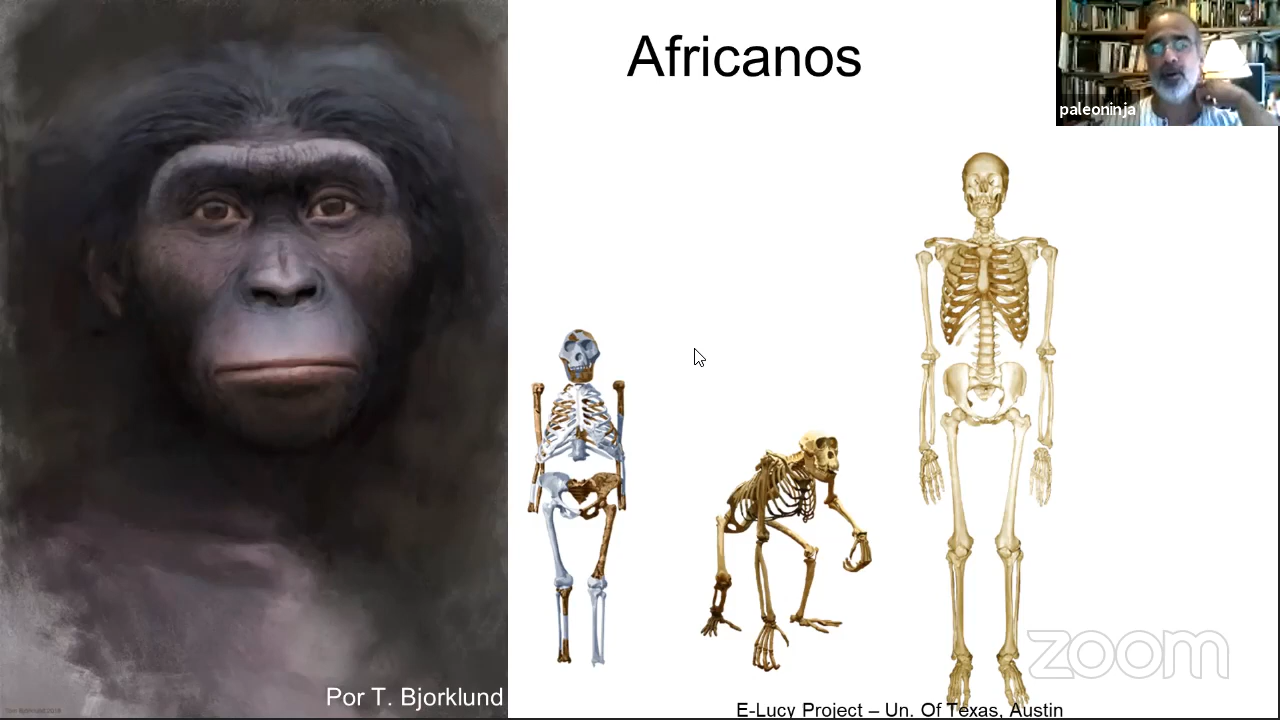 Africanos
paleoninja
Por T. Bjorklund
zoom
E-Lucy Project – Un. Of Texas, Austin